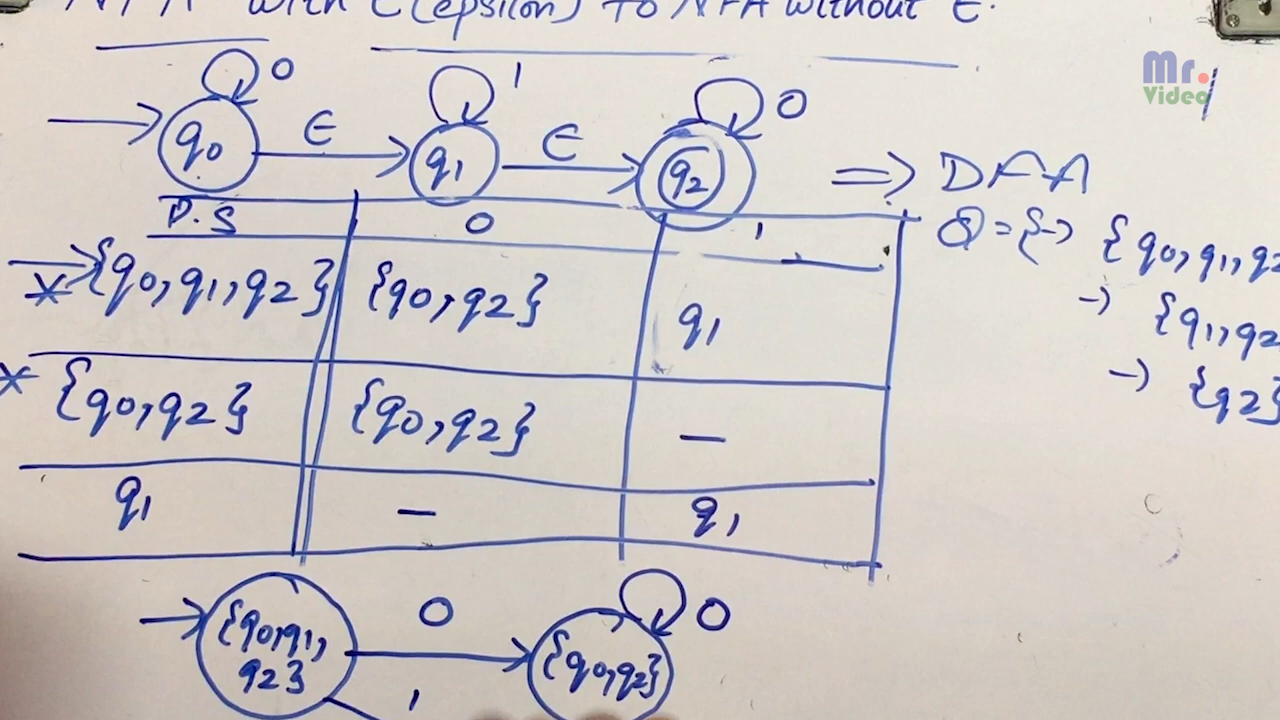 NFA with ∈(epsilon) to NFA without ∈.
Mr.
Video
0 1 0
q0 ∈ q1 ∈ q2 => DFA
P.S 0 1 Q = {->
{q0, q1, q2
-> {q1, q2
-> {q2}
* {q0, q1, q2} {q0, q2} q1
* {q0, q2} {q0, q2} —
q1 — q1
{q0,q1, 0 0
q2} {q0,q2}
1